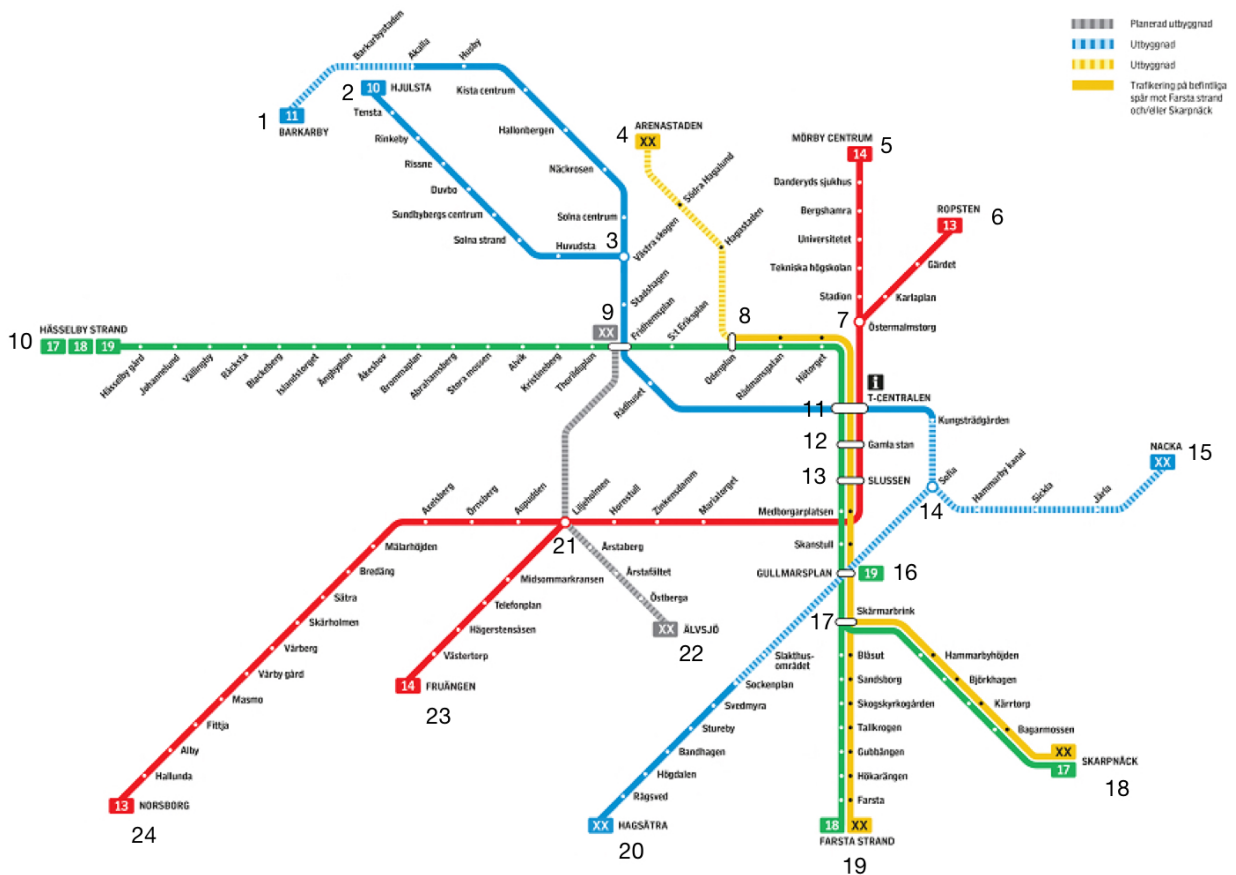 Planerad utbyggnad
Utbyggnad
Utbyggnad
Trafikering på befintliga
spår mot Farsta strand
och/eller Skarpnäck
Barkarbystaden
Akalla
Husby
1
11
BARKARBY
2
10
HJULSTA
Kista centrum
Hallonbergen
Näckrosen
Solna centrum
Tensta
Rinkeby
Rissne
Duvbo
Sundbybergs centrum
Solna strand
Huvudsta
3
Västra skogen
Stadshagen
4
ARENASTADEN
XX
Södra Hagalund
Hagastaden
MÖRBY CENTRUM
14
5
Danderyds sjukhus
Bergshamra
Universitetet
Tekniska högskolan
Stadion
ROPSTEN
13
6
Gärdet
Karlaplan
7
Östermalmstorg
8
9
XX
Fridhemsplan
S:t Eriksplan
Odenplan
Rådmansgatan
Hötorget
10
HÄSSELBY STRAND
17
18
19
Hässelby gård
Johannelund
Vällingby
Råcksta
Blackeberg
Islandstorget
Ängbyplan
Åkeshov
Brommaplan
Abrahamsberg
Stora mossen
Alvik
Kristineberg
Thorildsplan
Rådhuset
i
11
T-CENTRALEN
Kungsträdgården
12
Gamla stan
13
SLUSSEN
14
Sofia
Hammarby kanal
Sickla
Järla
NACKA
XX
15
Medborgarplatsen
Skanstull
GULLMARSPLAN
19
16
17
Skärmarbrink
Axelsberg
Örnsberg
Aspudden
Liljeholmen
Hornstull
Zinkensdamm
Mariatorget
21
Årstaberg
Årstafältet
Östberga
XX
ÄLVSJÖ
22
Mälarhöjden
Bredäng
Sätra
Skärholmen
Vårberg
Vårby gård
Masmo
Fittja
Alby
Hallunda
13
NORSBORG
24
Midsommarkransen
Telefonplan
Hägerstensåsen
Västertorp
14
FRUÄNGEN
23
Slakthus-
området
Sockenplan
Svedmyra
Stureby
Bandhagen
Högdalen
Rågsved
XX
HAGSÄTRA
20
Blåsut
Sandsborg
Skogskyrkogården
Tallkrogen
Gubbängen
Hökarängen
Farsta
18
XX
FARSTA STRAND
19
Hammarbyhöjden
Björkhagen
Kärrtorp
Bagarmossen
XX
17
SKARPNÄCK
18